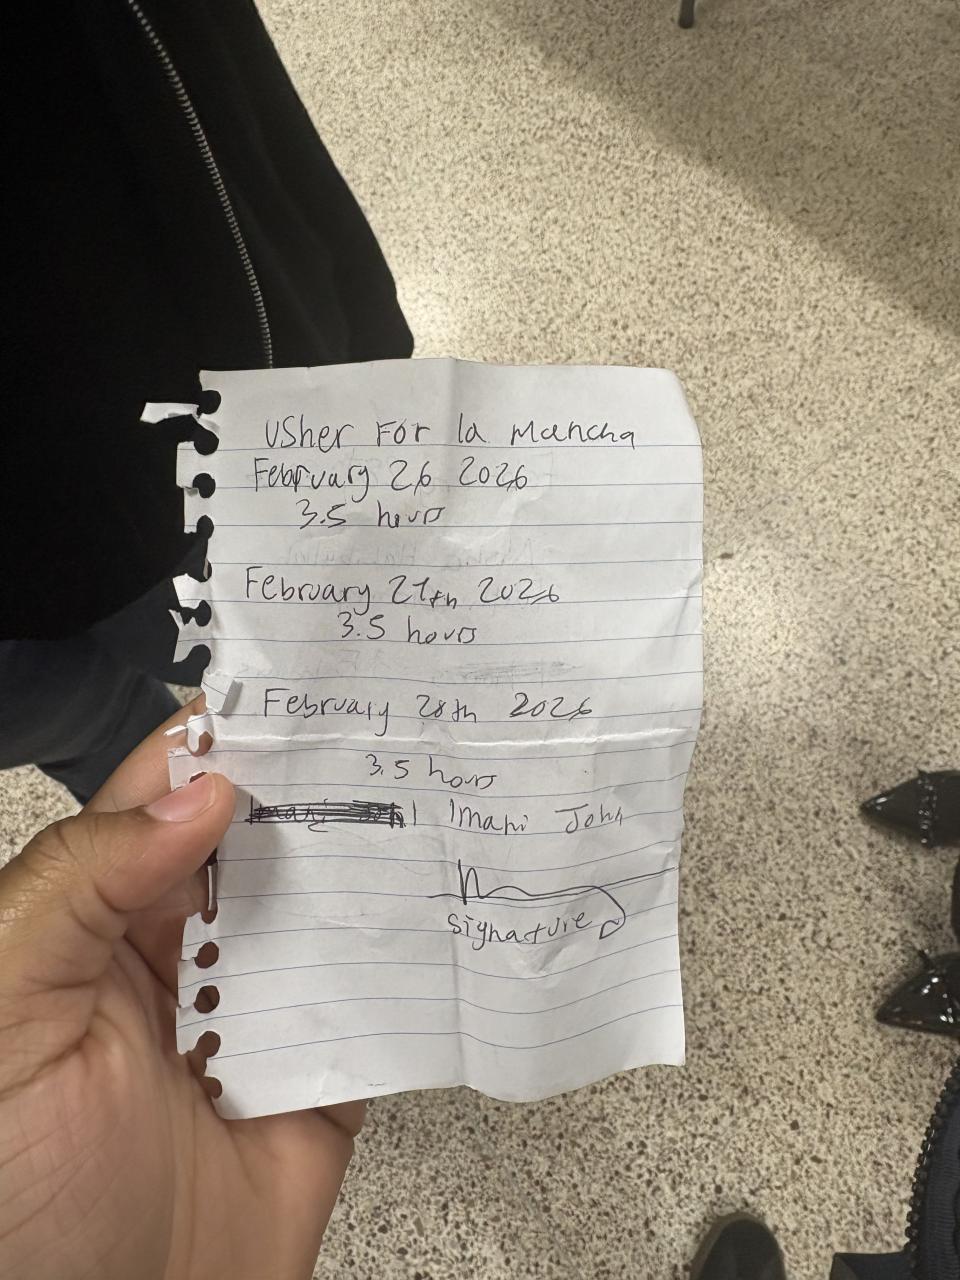 Usher For la Mancha
February 26 2026
3.5 hours
February 27th 2026
3.5 hours
February 28th 2026
3.5 hours
Imani John
signature